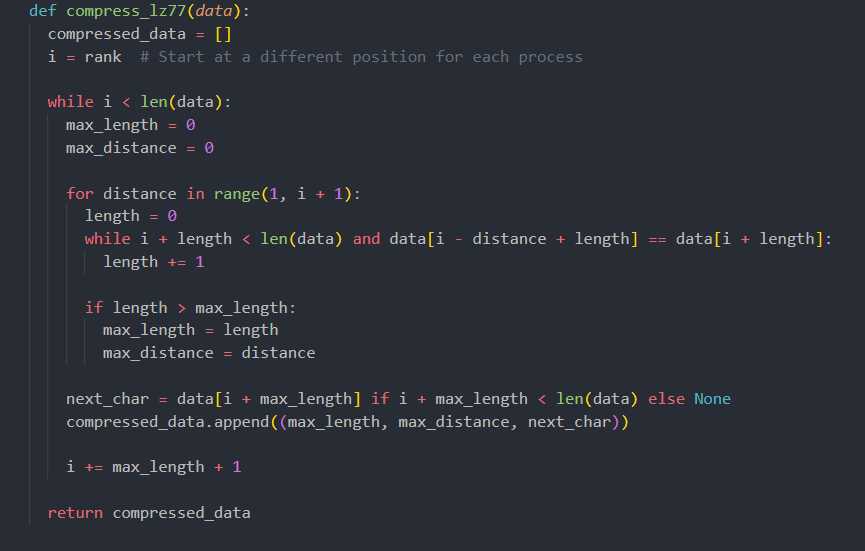 def compress_lz77(data):
  compressed_data = []
  i = rank  # Start at a different position for each process

  while i < len(data):
    max_length = 0
    max_distance = 0

    for distance in range(1, i + 1):
      length = 0
      while i + length < len(data) and data[i - distance + length] == data[i + length]:
        length += 1

      if length > max_length:
        max_length = length
        max_distance = distance

    next_char = data[i + max_length] if i + max_length < len(data) else None
    compressed_data.append((max_length, max_distance, next_char))

    i += max_length + 1

  return compressed_data